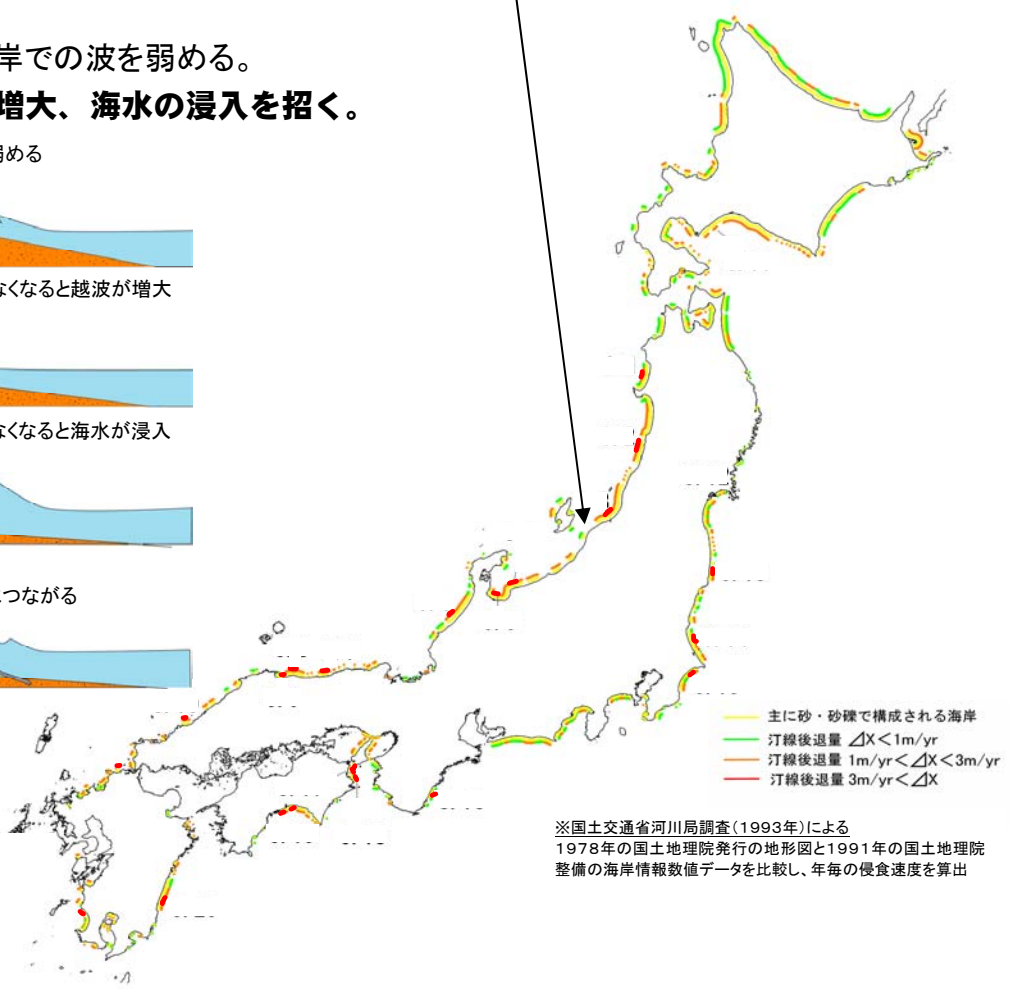 岸での波を弱める。
増大、海水の浸入を招く。
弱める
なくなると越波が増大
なくなると海水が浸入
つながる
主に砂・砂礫で構成される海岸
汀線後退量 ⊿X<1m/yr
汀線後退量 1m/yr<⊿X<3m/yr
汀線後退量 3m/yr<⊿X
※国土交通省河川局調査(1993年)による
1978年の国土地理院発行の地形図と1991年の国土地理院
整備の海岸情報数値データを比較し、年毎の侵食速度を算出